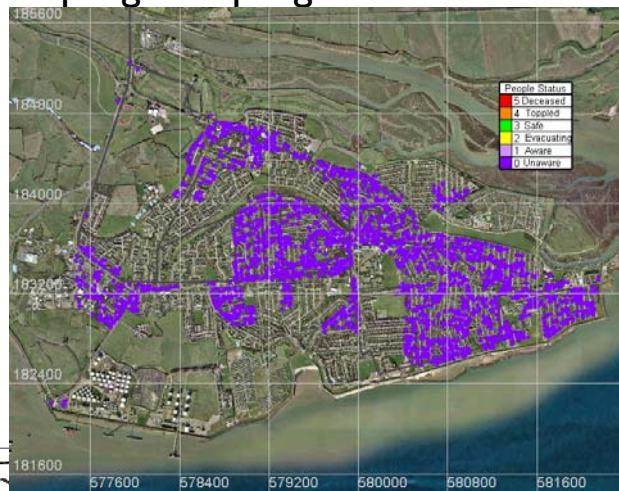 185600
184800
184000
183200
182400
181600
577600
578400
579200
580000
580800
581600
People Status
5 Deceased
4 Toppled
3 Safe
2 Evacuating
1 Aware
0 Unaware